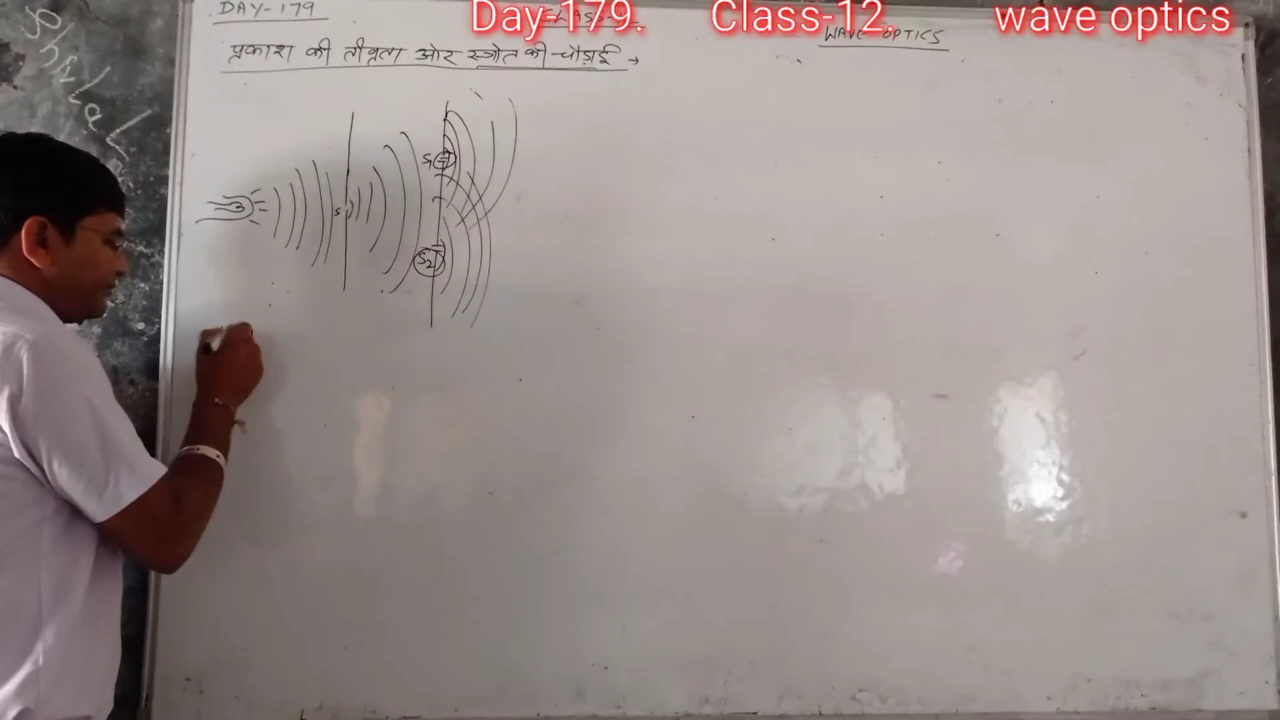 DAY-179
Day-179. Class-12. wave optics
WAVE OPTICS
प्रकाश की तीव्रता और स्त्रोत की चौड़ाई →
S₁
S
S₂